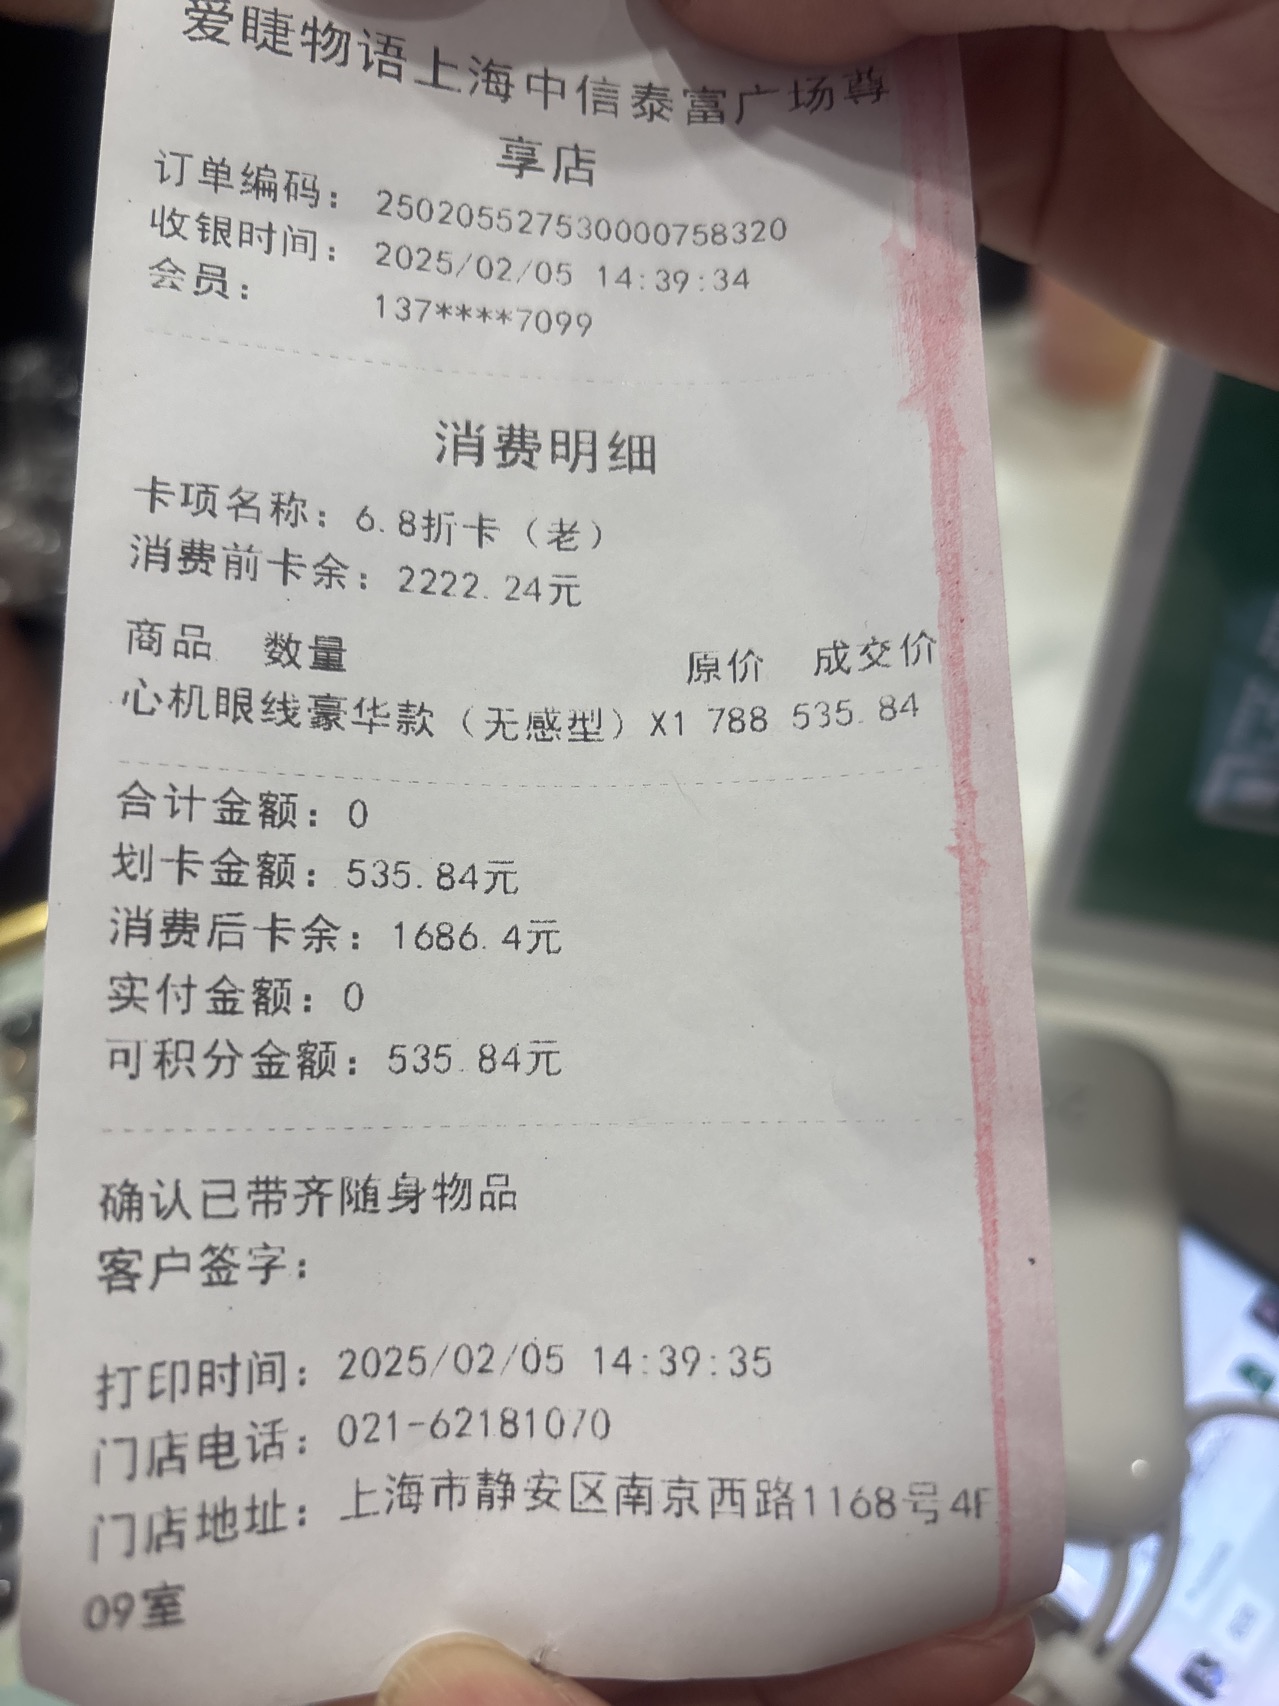 爱睫物语上海中信泰富广场尊
享店
订单编码： 250205527530000758320
收银时间： 2025/02/05 14:39:34
会员： 137****7099
消费明细
卡项名称：6.8折卡（老）
消费前卡余：2222.24元
商品 数量 原价 成交价
心机眼线豪华款（无感型）X1 788 535.84
合计金额：0
划卡金额：535.84元
消费后卡余：1686.4元
实付金额：0
可积分金额：535.84元
确认已带齐随身物品
客户签字：
打印时间：2025/02/05 14:39:35
门店电话：021-62181070
门店地址：上海市静安区南京西路1168号4F
09室